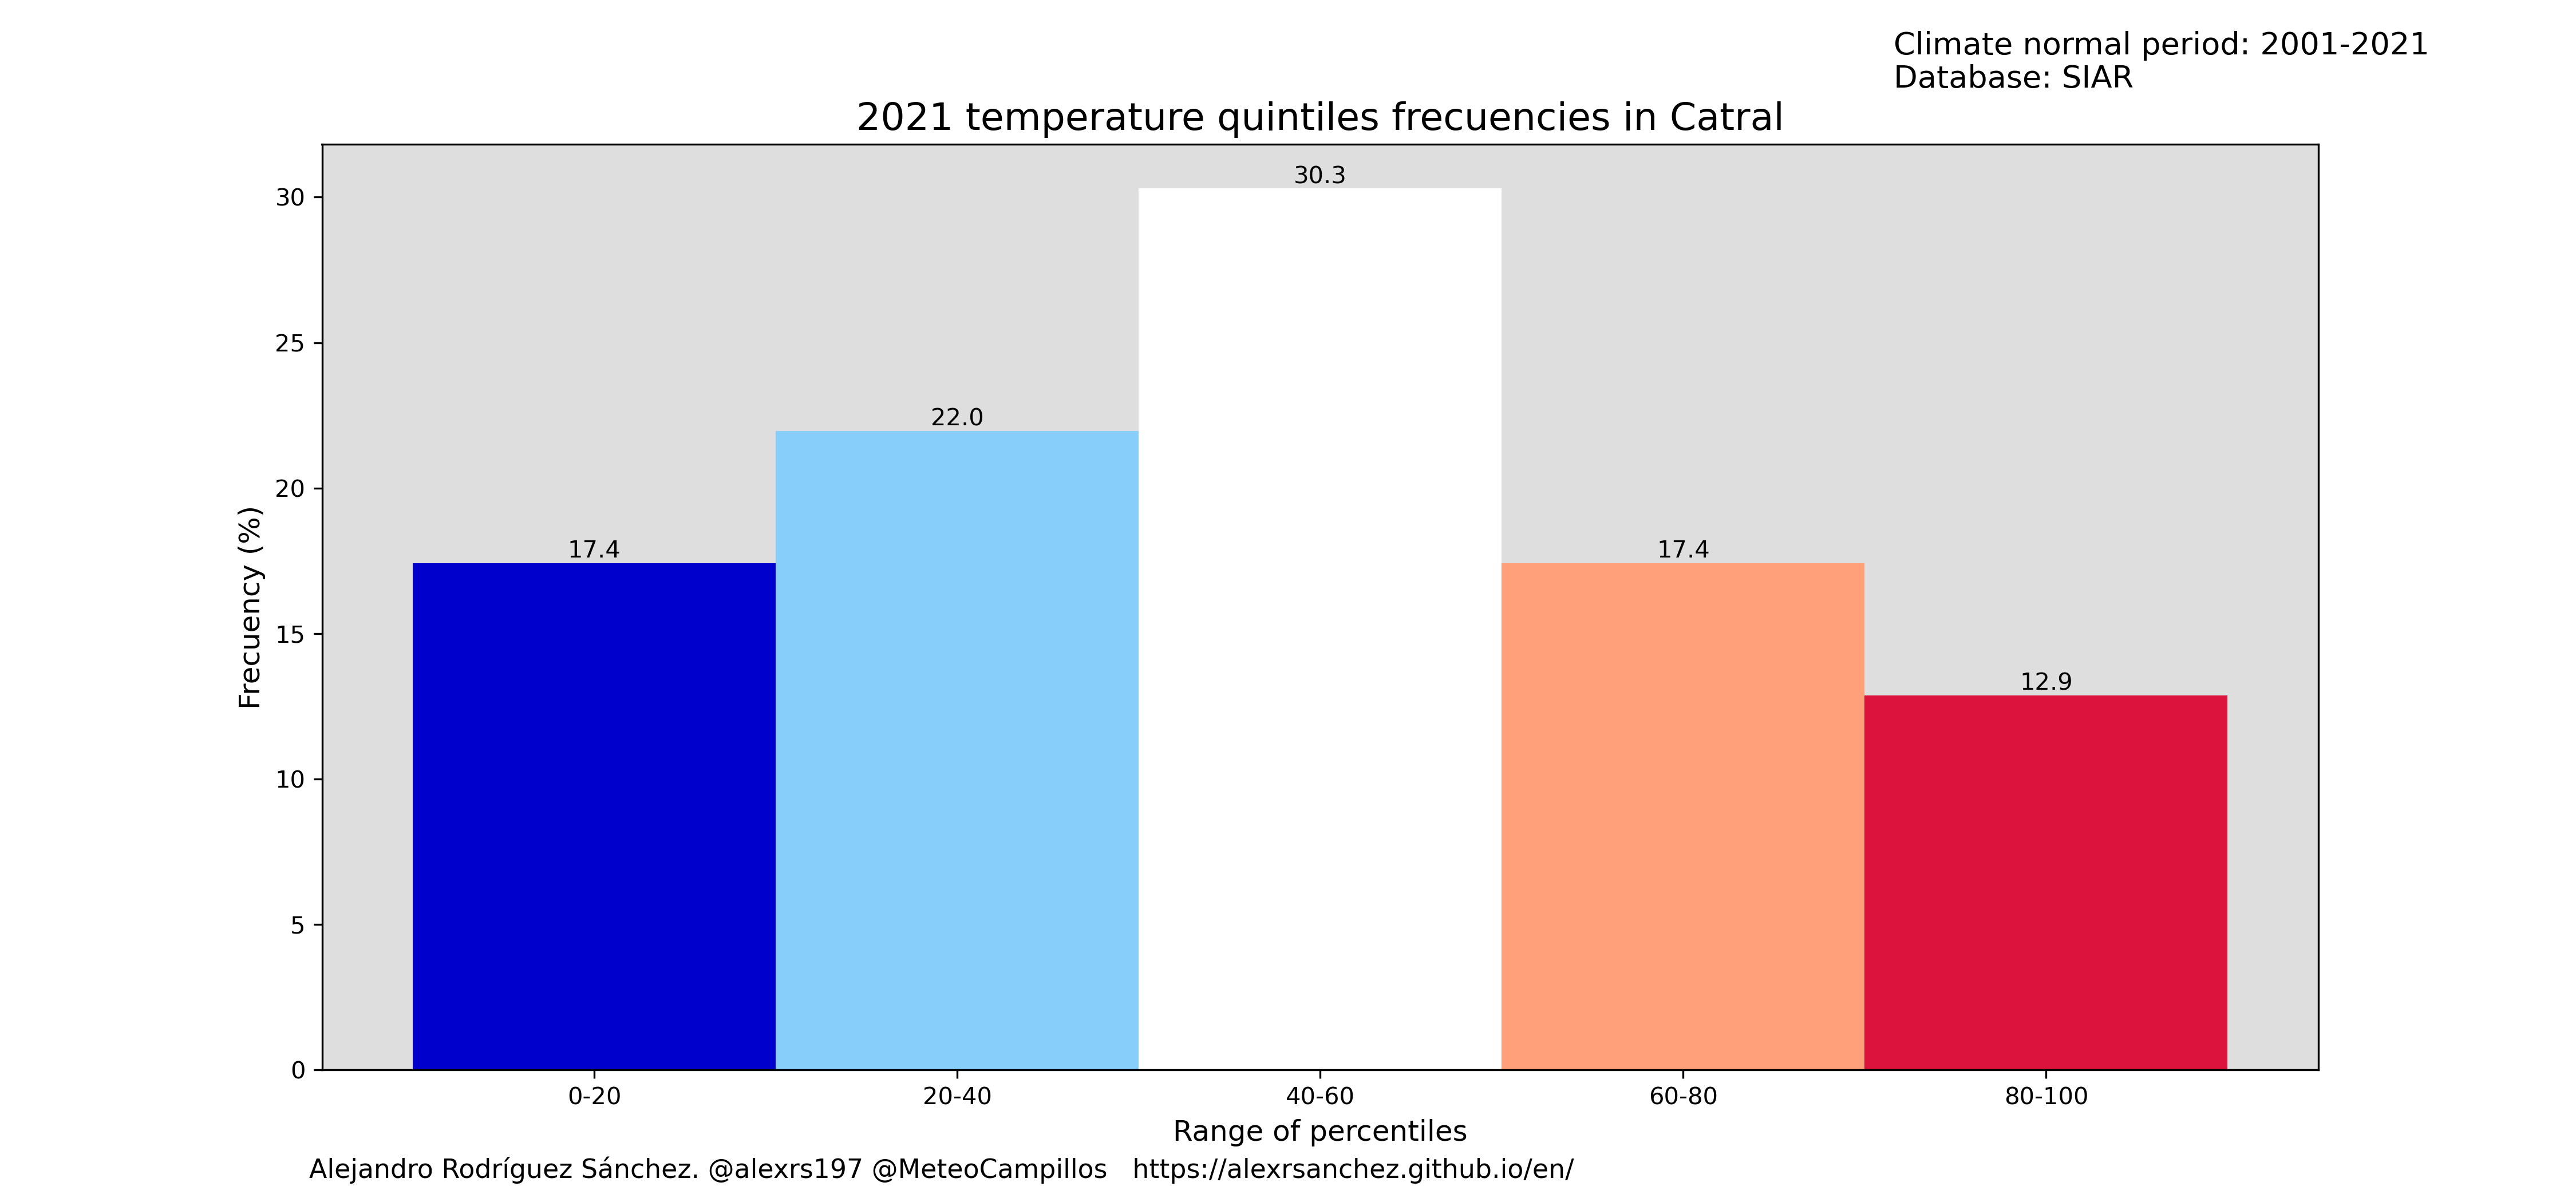 Climate normal period: 2001-2021
Database: SIAR
2021 temperature quintiles frecuencies in Catral
30.3
30
25
22.0
20
17.4
17.4
15
12.9
10
5
0
Frecuency (%)
0-20
20-40
40-60
60-80
80-100
Range of percentiles
Alejandro Rodríguez Sánchez. @alexrs197 @MeteoCampillos   https://alexrsanchez.github.io/en/